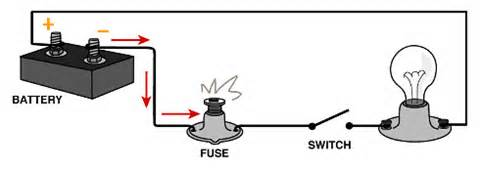 + −
BATTERY
FUSE
SWITCH